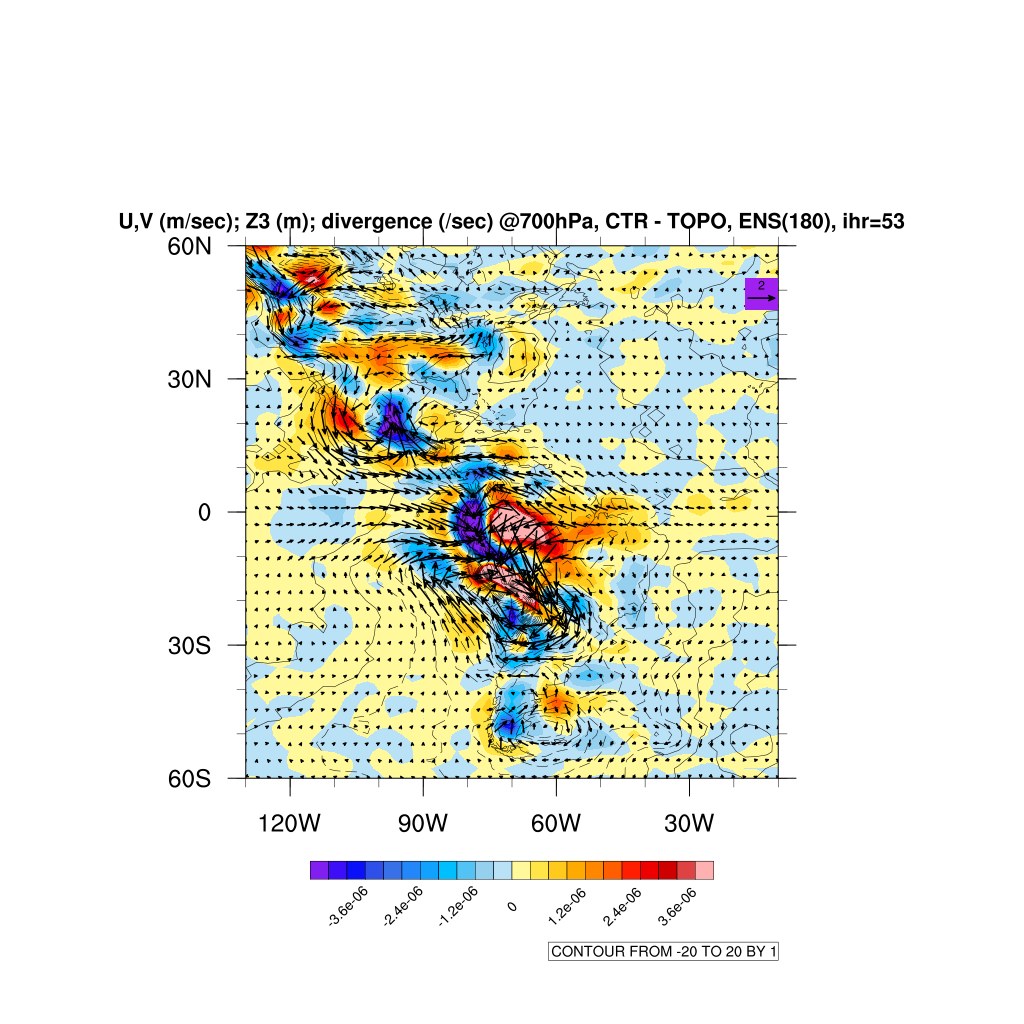 U,V (m/sec); Z3 (m); divergence (/sec) @700hPa, CTR - TOPO, ENS(180), ihr=53
60N
2
30N
0
30S
60S
120W 90W 60W 30W
-3.6e-06 -2.4e-06 -1.2e-06 0 1.2e-06 2.4e-06 3.6e-06
CONTOUR FROM -20 TO 20 BY 1